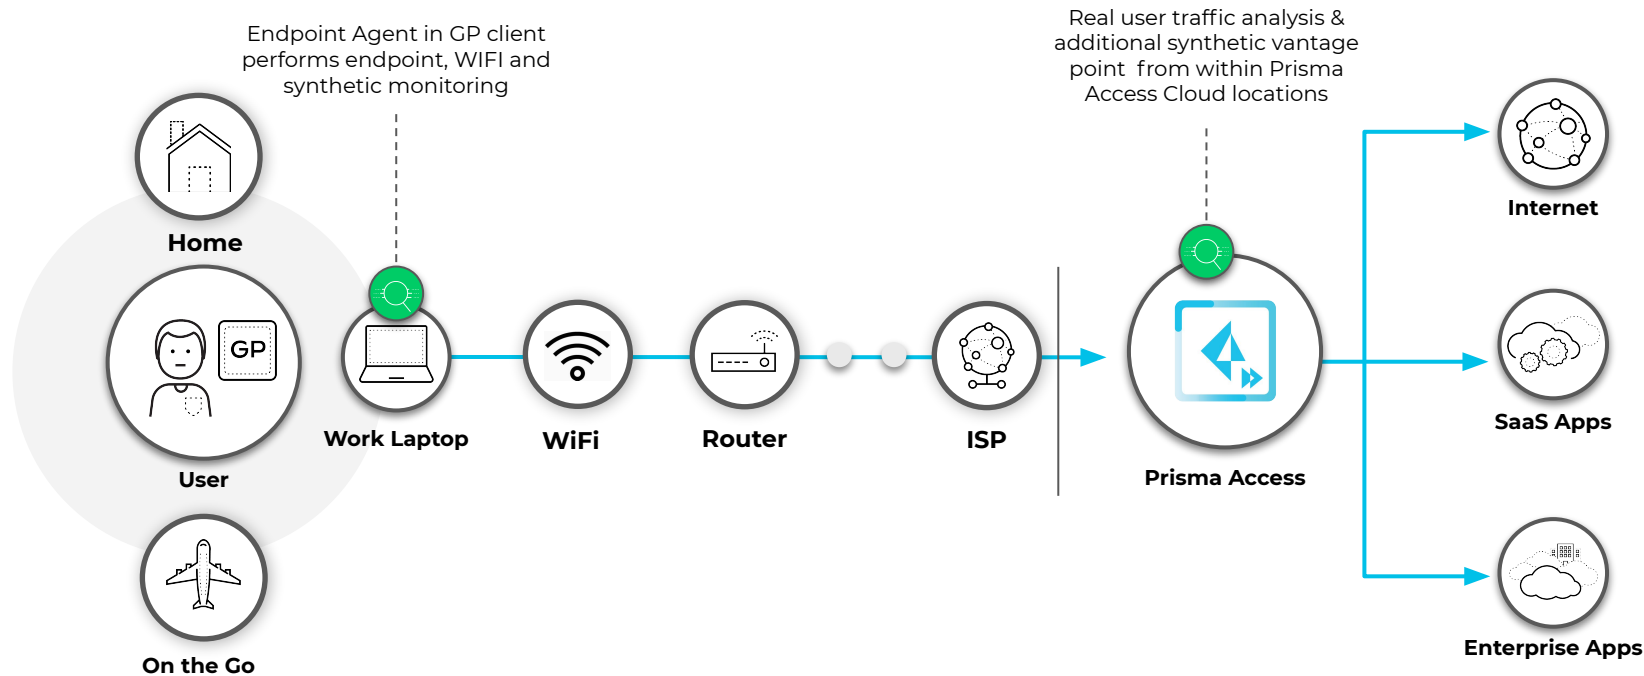 Endpoint Agent in GP client
performs endpoint, WIFI and
synthetic monitoring
Real user traffic analysis &
additional synthetic vantage
point from within Prisma
Access Cloud locations
Home
GP
User
On the Go
Work Laptop
WiFi
Router
ISP
Prisma Access
Internet
SaaS Apps
Enterprise Apps